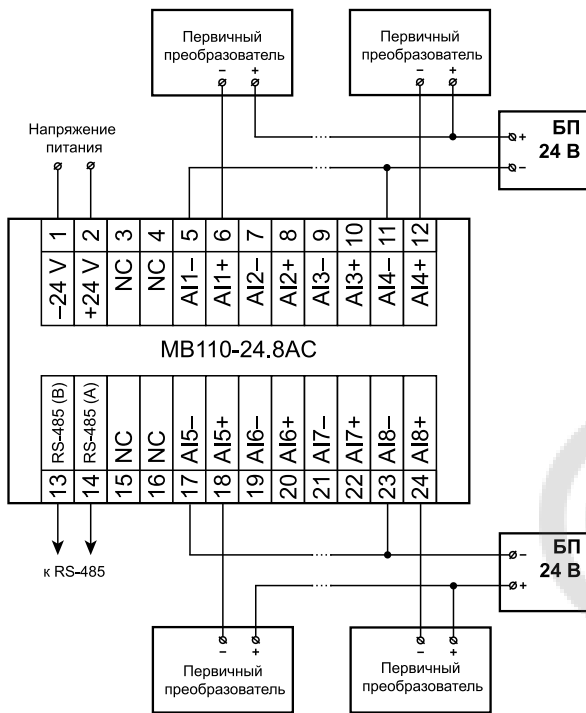 Первичный
преобразователь
– +
Первичный
преобразователь
– +
Напряжение
питания
БП
24 В
+
–
1 2 3 4 5 6 7 8 9 10 11 12
–24 V +24 V NC NC AI1– AI1+ AI2– AI2+ AI3– AI3+ AI4– AI4+
МВ110-24.8АС
RS-485 (B) RS-485 (A) NC NC AI5– AI5+ AI6– AI6+ AI7– AI7+ AI8– AI8+
13 14 15 16 17 18 19 20 21 22 23 24
к RS-485
БП
24 В
–
+
– +
Первичный
преобразователь
– +
Первичный
преобразователь